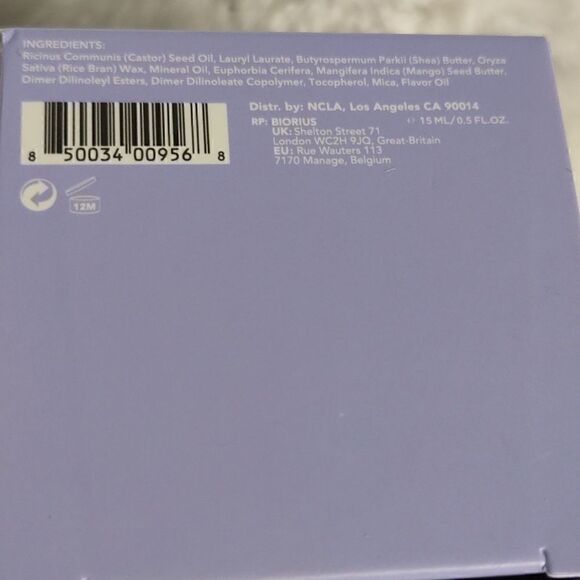 INGREDIENTS:
Ricinus Communis (Castor) Seed Oil, Lauryl Laurate, Butyrospermum Parkii (Shea) Butter, Oryza
Sativa (Rice Bran) Wax, Mineral Oil, Euphorbia Cerifera, Mangifera Indica (Mango) Seed Butter,
Dimer Dilinoleyl Esters, Dimer Dilinoleate Copolymer, Tocopherol, Mica, Flavor Oil
Distr. by: NCLA, Los Angeles CA 90014
RP: BIORIUS ℮ 15 ML/0.5 FL.OZ.
UK: Shelton Street 71
London WC2H 9JQ, Great-Britain
EU: Rue Wauters 113
7170 Manage, Belgium
8 50034 00956 8
12M